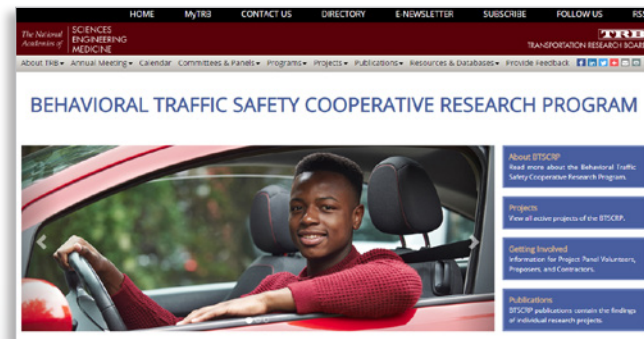 HOME MyTRB CONTACT US DIRECTORY E-NEWSLETTER SUBSCRIBE FOLLOW US RSS
The National Academies of
SCIENCES
ENGINEERING
MEDICINE
TRB
TRANSPORTATION RESEARCH BOARD
About TRB Annual Meeting Calendar Committees & Panels Programs Projects Publications Resources & Databases Provide Feedback
BEHAVIORAL TRAFFIC SAFETY COOPERATIVE RESEARCH PROGRAM
About BTSCRP
Read more about the Behavioral Traffic
Safety Cooperative Research Program.
Projects
View all active projects of the BTSCRP.
Getting Involved
Information for Project Panel Volunteers,
Proposers, and Contractors.
Publications
BTSCRP publications contain the findings
of individual research projects.